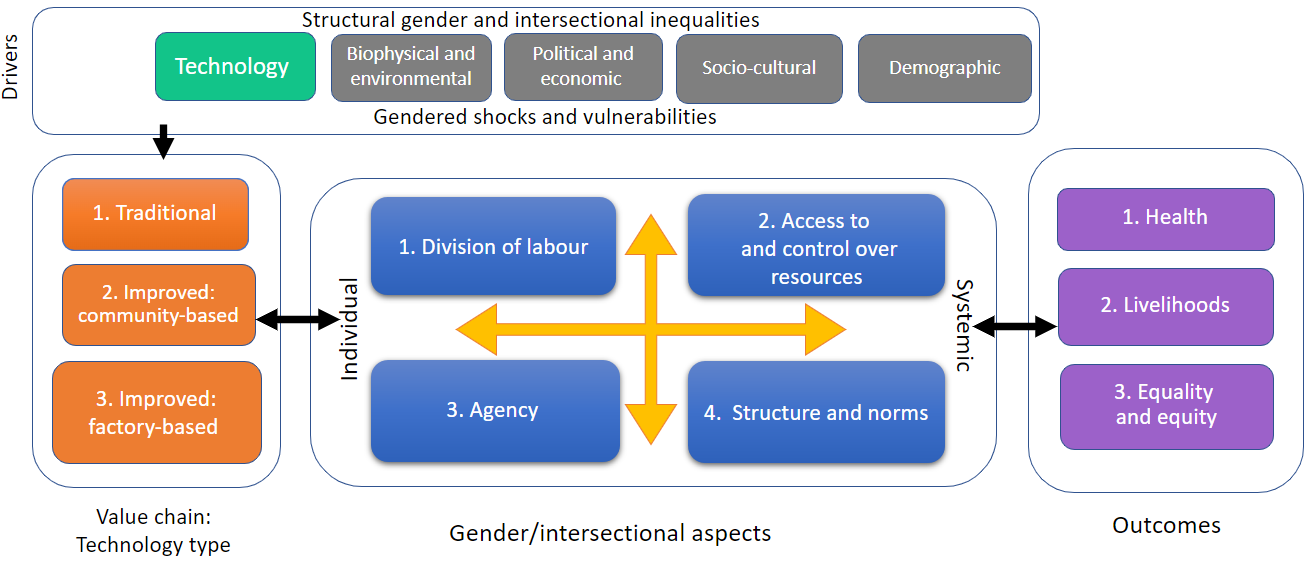 Structural gender and intersectional inequalities
Drivers
Technology
Biophysical and
environmental
Political and
economic
Socio-cultural
Demographic
Gendered shocks and vulnerabilities
1. Traditional
2. Improved:
community-based
3. Improved:
factory-based
Value chain:
Technology type
Individual
1. Division of labour
2. Access to
and control over
resources
3. Agency
4. Structure and norms
Systemic
Gender/intersectional aspects
1. Health
2. Livelihoods
3. Equality
and equity
Outcomes